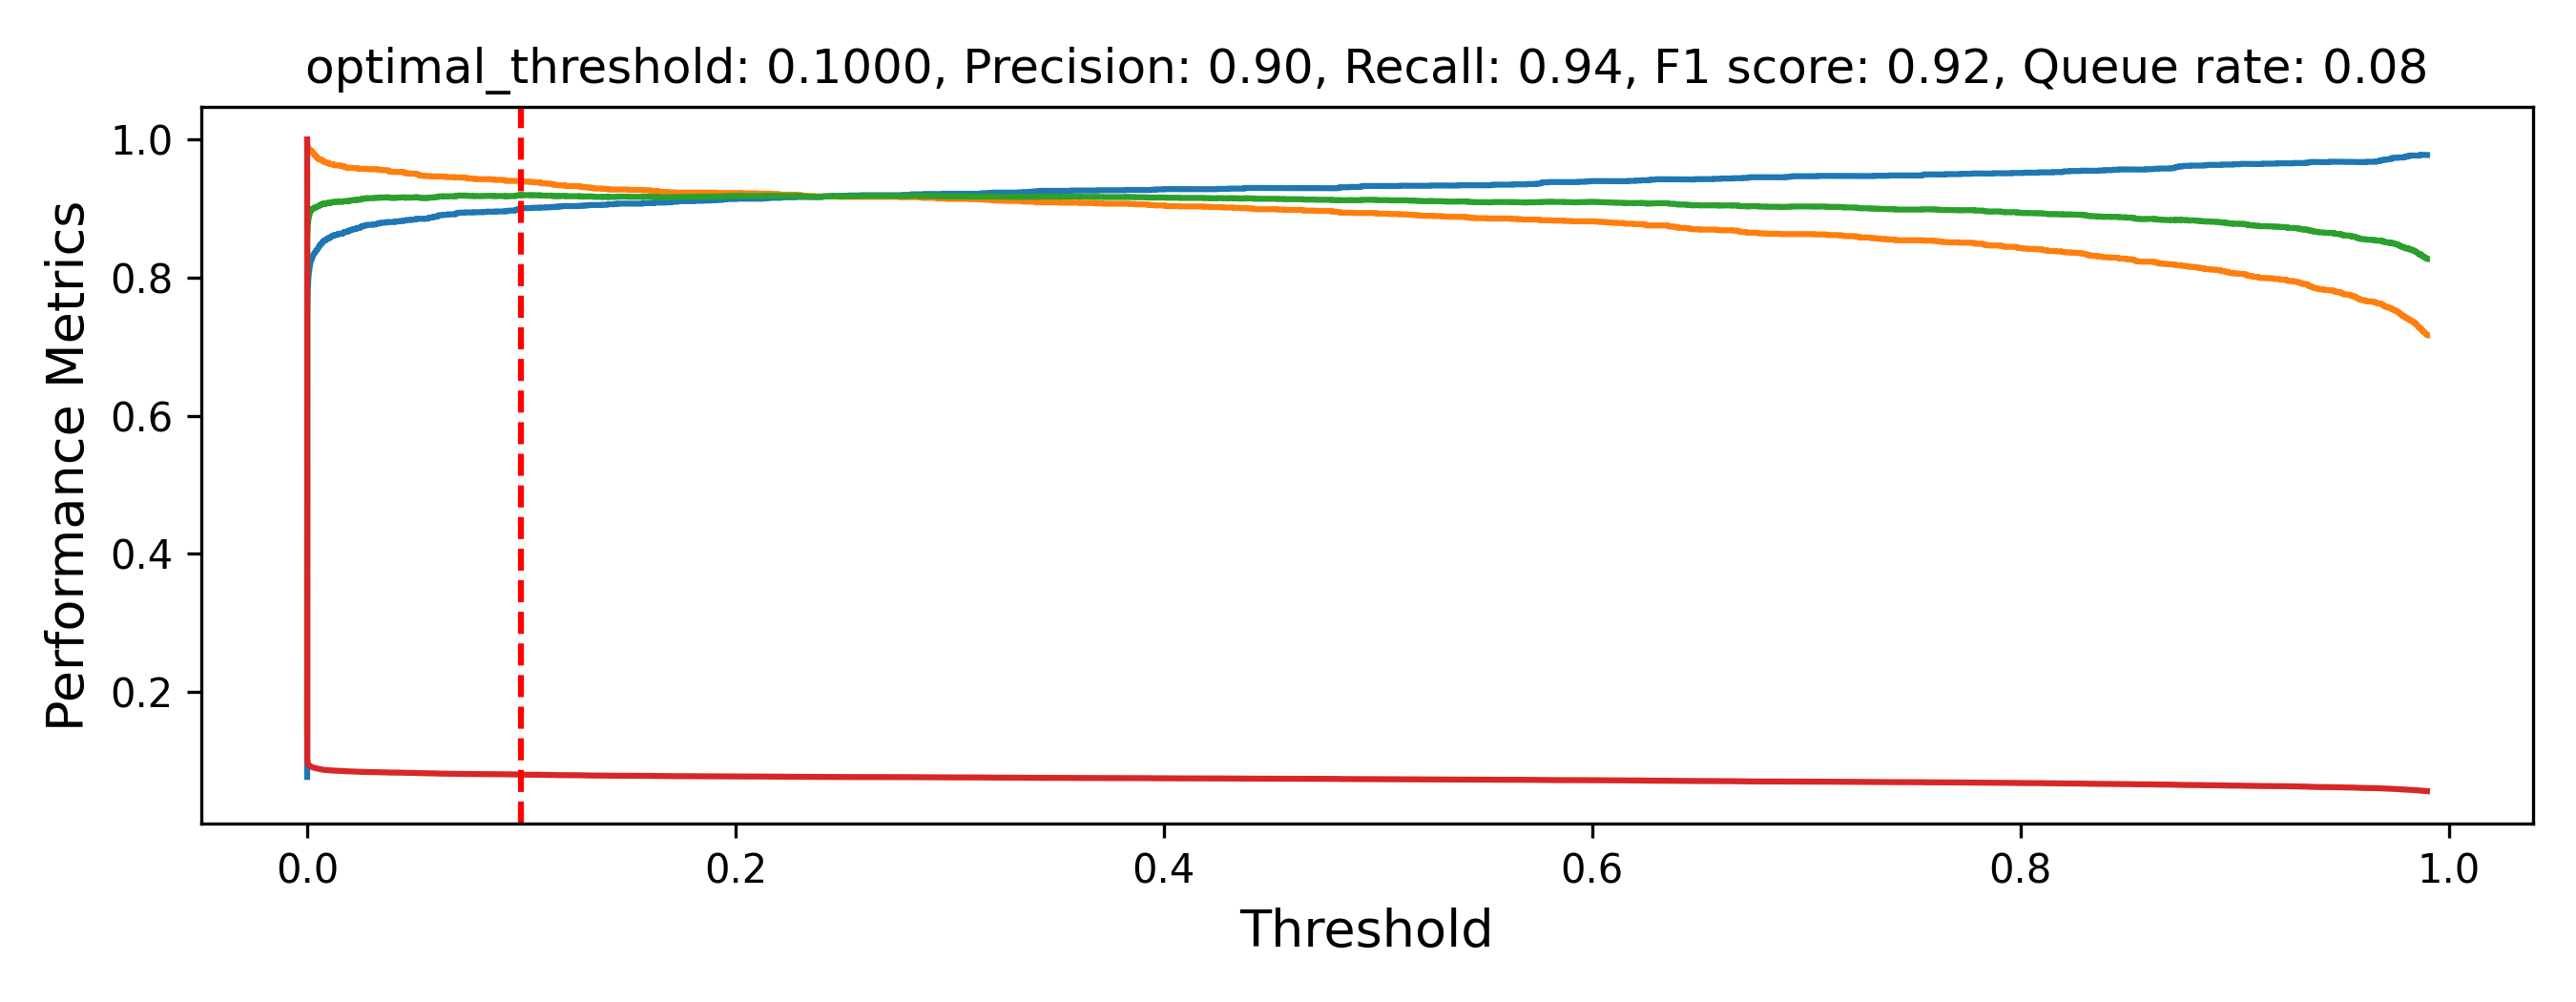 optimal_threshold: 0.1000, Precision: 0.90, Recall: 0.94, F1 score: 0.92, Queue rate: 0.08
Performance Metrics
1.0
0.8
0.6
0.4
0.2
0.0 0.2 0.4 0.6 0.8 1.0
Threshold